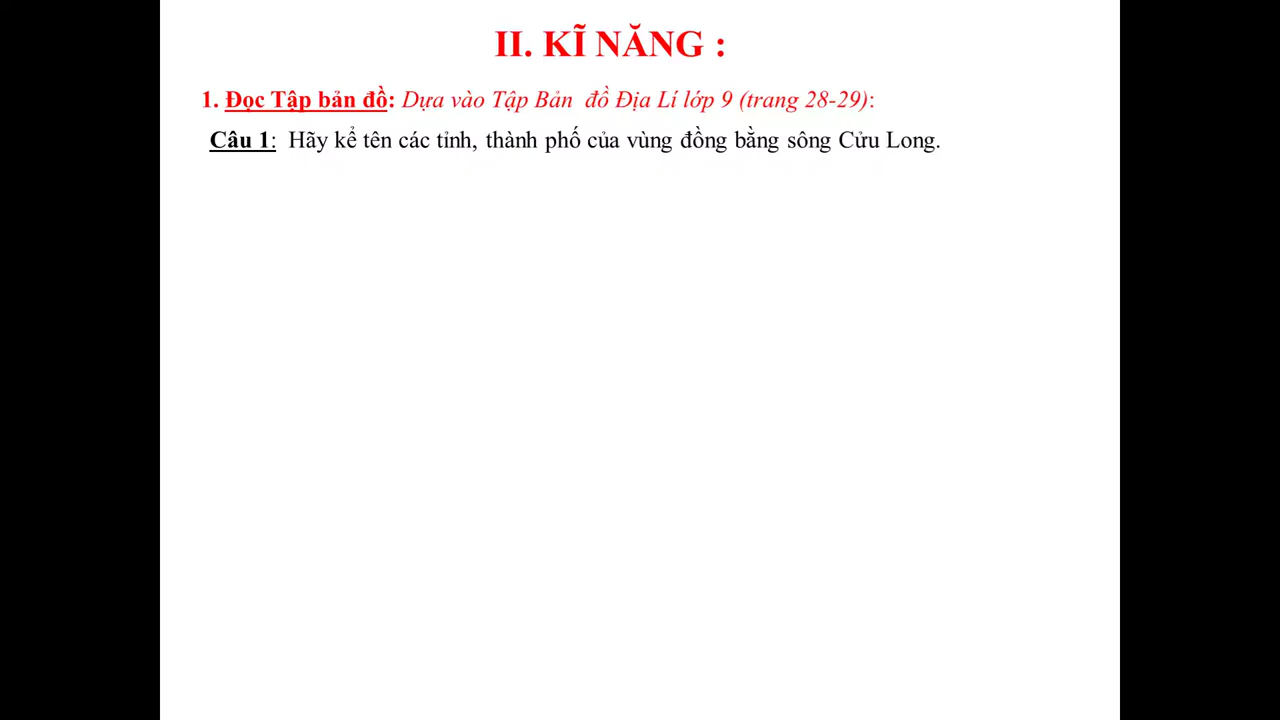 II. KĨ NĂNG :
1. Đọc Tập bản đồ: Dựa vào Tập Bản đồ Địa Lí lớp 9 (trang 28-29):
Câu 1: Hãy kể tên các tỉnh, thành phố của vùng đồng bằng sông Cửu Long.